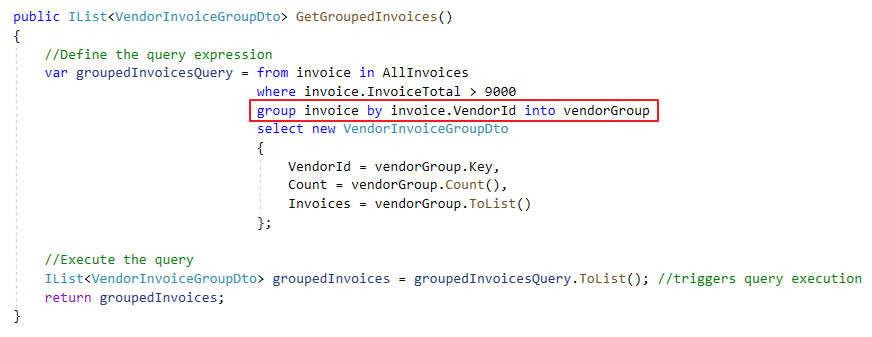 public IList<VendorInvoiceGroupDto> GetGroupedInvoices()
{
    //Define the query expression
    var groupedInvoicesQuery = from invoice in AllInvoices
                               where invoice.InvoiceTotal > 9000
                               group invoice by invoice.VendorId into vendorGroup
                               select new VendorInvoiceGroupDto
                               {
                                   VendorId = vendorGroup.Key,
                                   Count = vendorGroup.Count(),
                                   Invoices = vendorGroup.ToList()
                               };

    //Execute the query
    IList<VendorInvoiceGroupDto> groupedInvoices = groupedInvoicesQuery.ToList(); //triggers query execution
    return groupedInvoices;
}